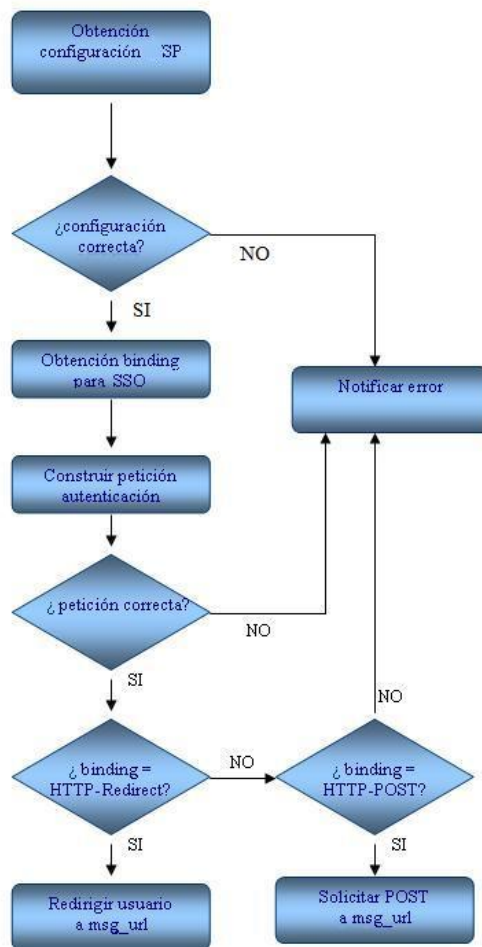 Obtención
configuración SP
¿configuración
correcta?
NO
SI
Obtención binding
para SSO
Notificar error
Construir petición
autenticación
¿ petición correcta?
NO
SI
NO
¿ binding =
HTTP-Redirect?
NO
¿ binding =
HTTP-POST?
SI
SI
Redirigir usuario
a msg_url
Solicitar POST
a msg_url